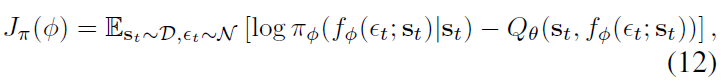 J_π(ϕ) = 𝔼_{s_t∼𝒟,ϵ_t∼𝒩} [log π_ϕ(f_ϕ(ϵ_t; s_t)|s_t) − Q_θ(s_t, f_ϕ(ϵ_t; s_t))] ,
(12)